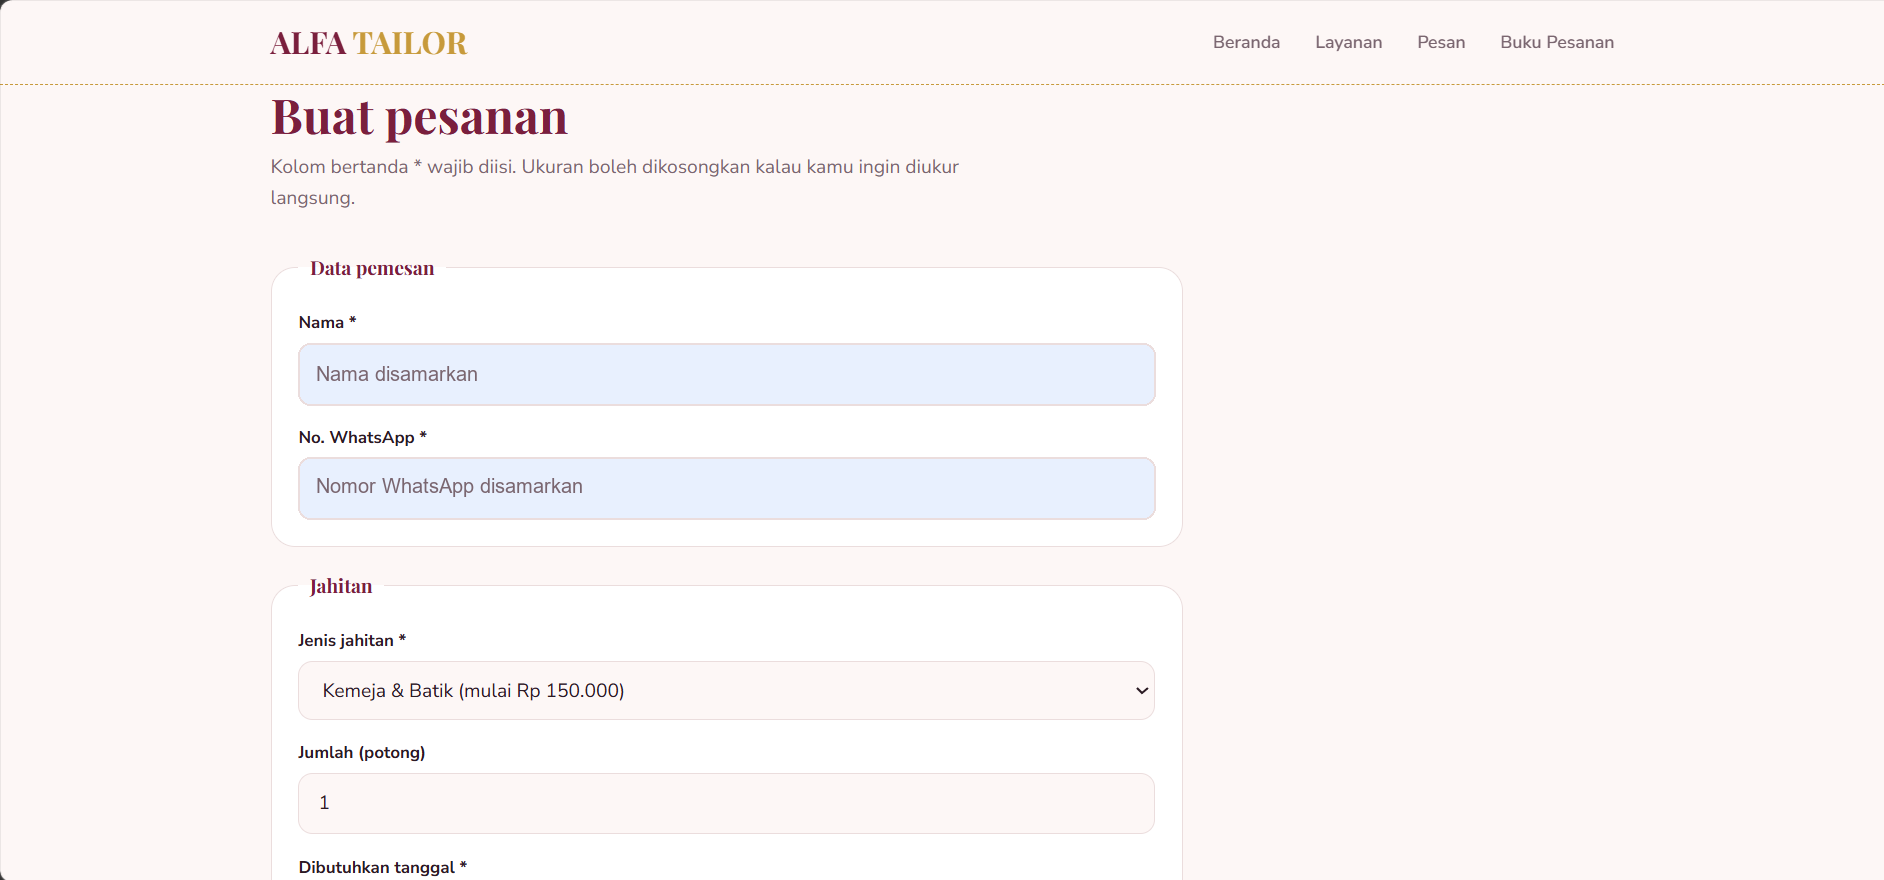 ALFA TAILOR
Beranda
Layanan
Pesan
Buku Pesanan
Buat pesanan
Kolom bertanda * wajib diisi. Ukuran boleh dikosongkan kalau kamu ingin diukur
langsung.
Data pemesan
Nama *
Nama disamarkan
No. WhatsApp *
Nomor WhatsApp disamarkan
Jahitan
Jenis jahitan *
Kemeja & Batik (mulai Rp 150.000)
Jumlah (potong)
1
Dibutuhkan tanggal *